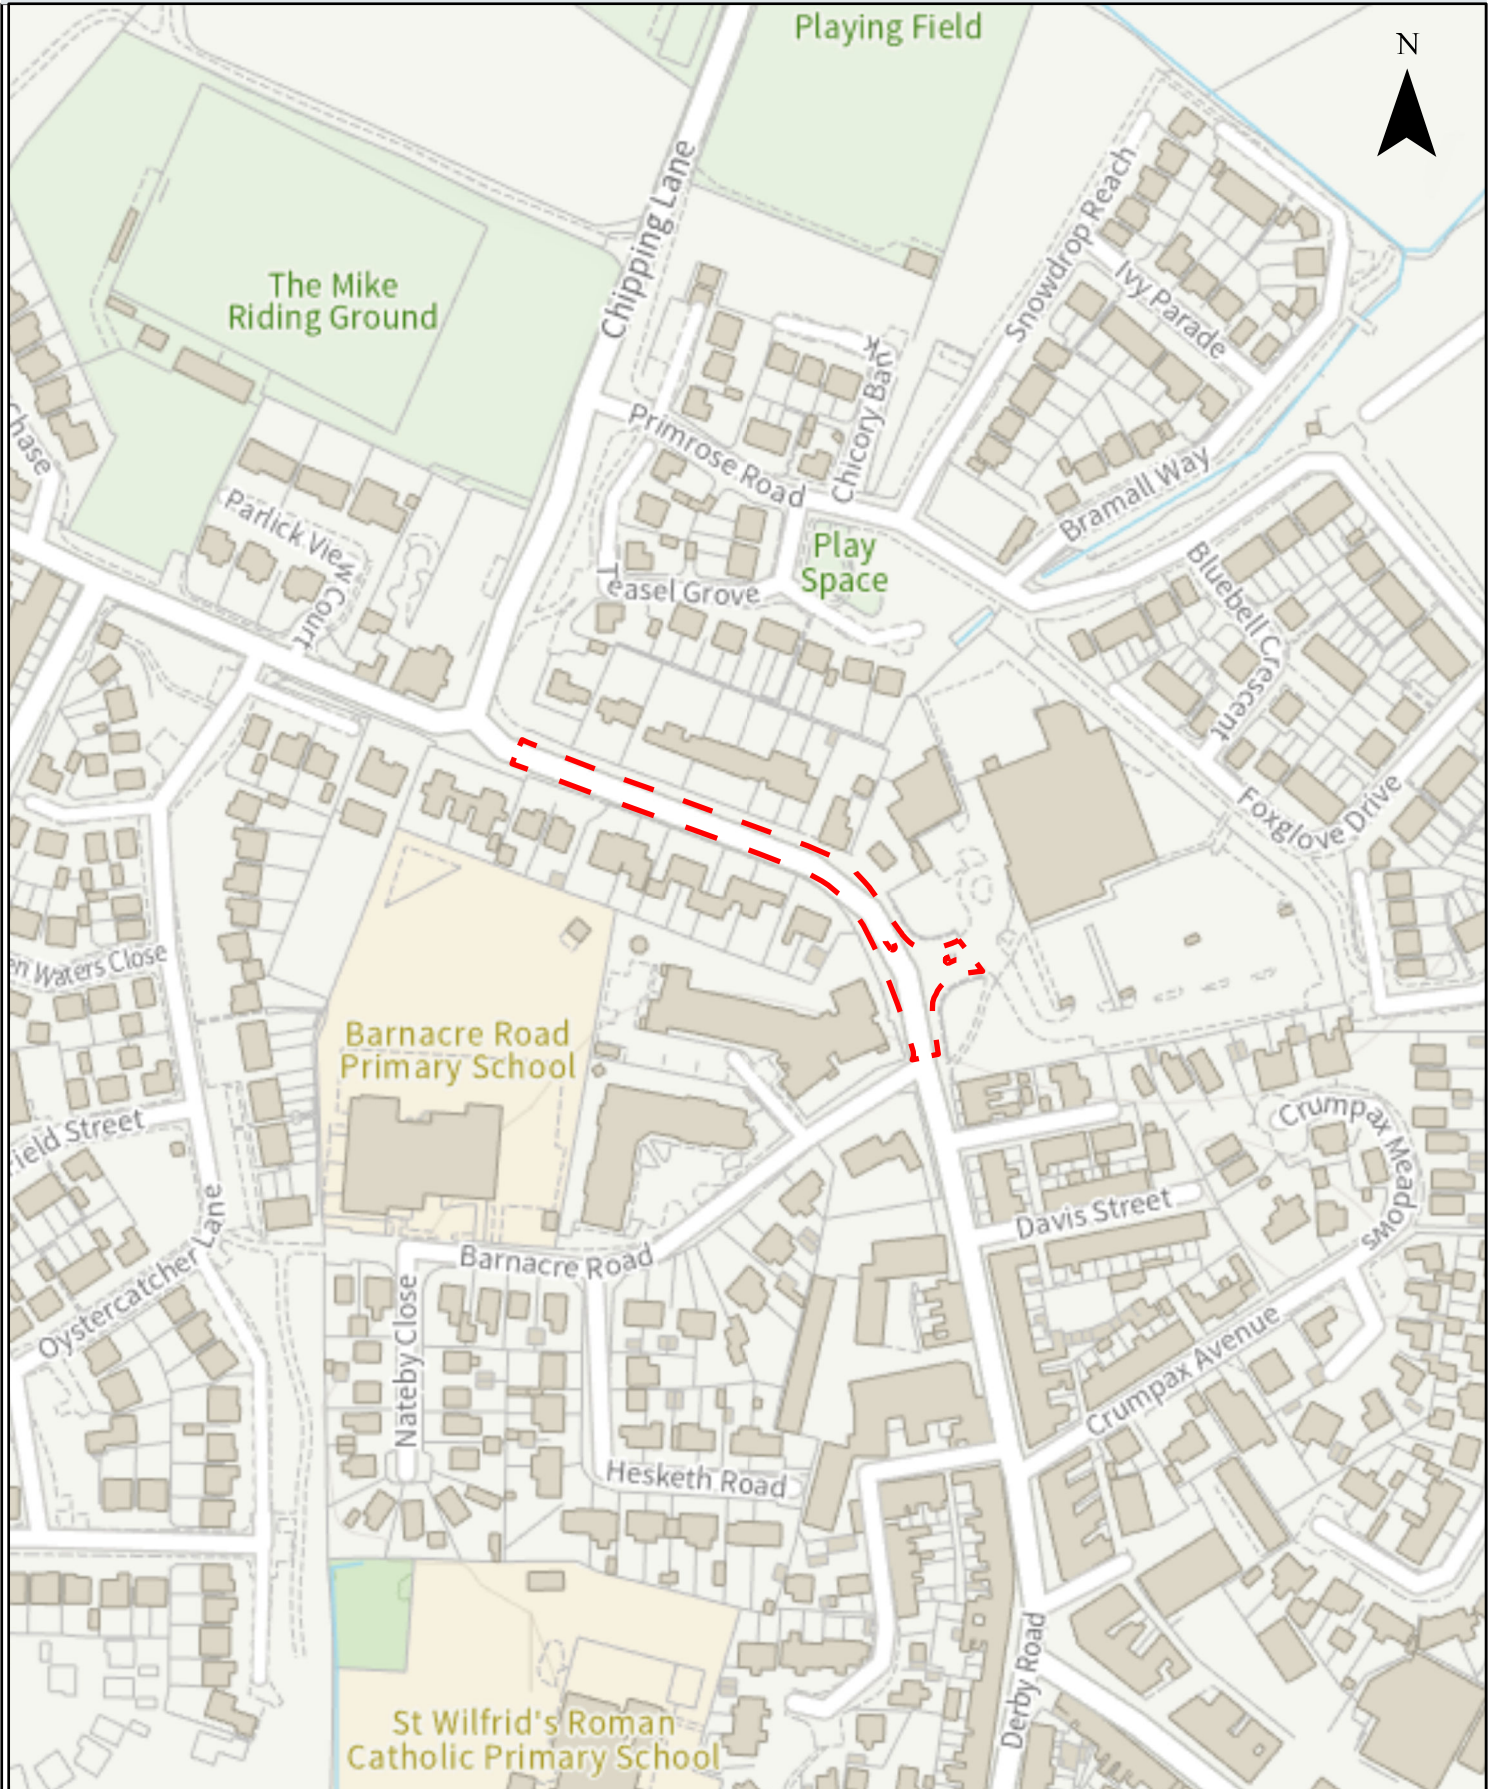 Playing Field
N
Chipping Lane
Snowdrop Reach
Ivy Parade
The Mike
Riding Ground
Chicory Bank
Primrose Road
Chase
Parlick View Court
Bramall Way
Play
Space
Teasel Grove
Bluebell Crescent
Foxglove Drive
en Waters Close
Barnacre Road
Primary School
Crumpax Meadows
ield Street
Davis Street
Oystercatcher Lane
Barnacre Road
Nateby Close
Crumpax Avenue
Hesketh Road
Derby Road
St Wilfrid's Roman
Catholic Primary School